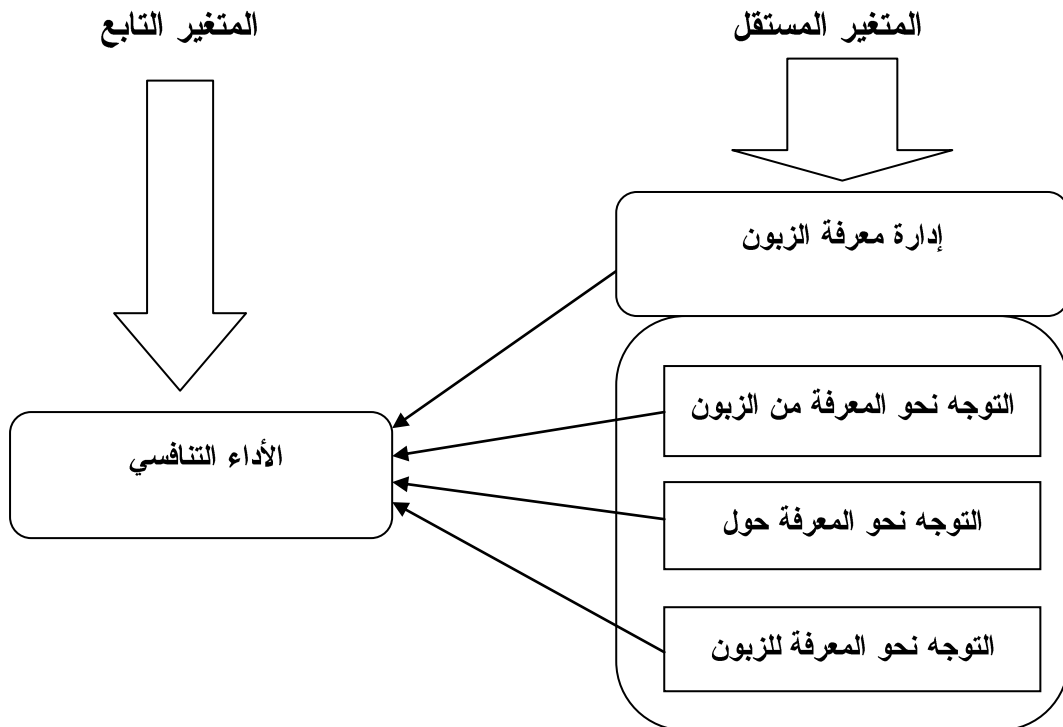 المتغير المستقل
المتغير التابع
إدارة معرفة الزبون
التوجه نحو المعرفة من الزبون
الأداء التنافسي
التوجه نحو المعرفة حول
التوجه نحو المعرفة للزبون